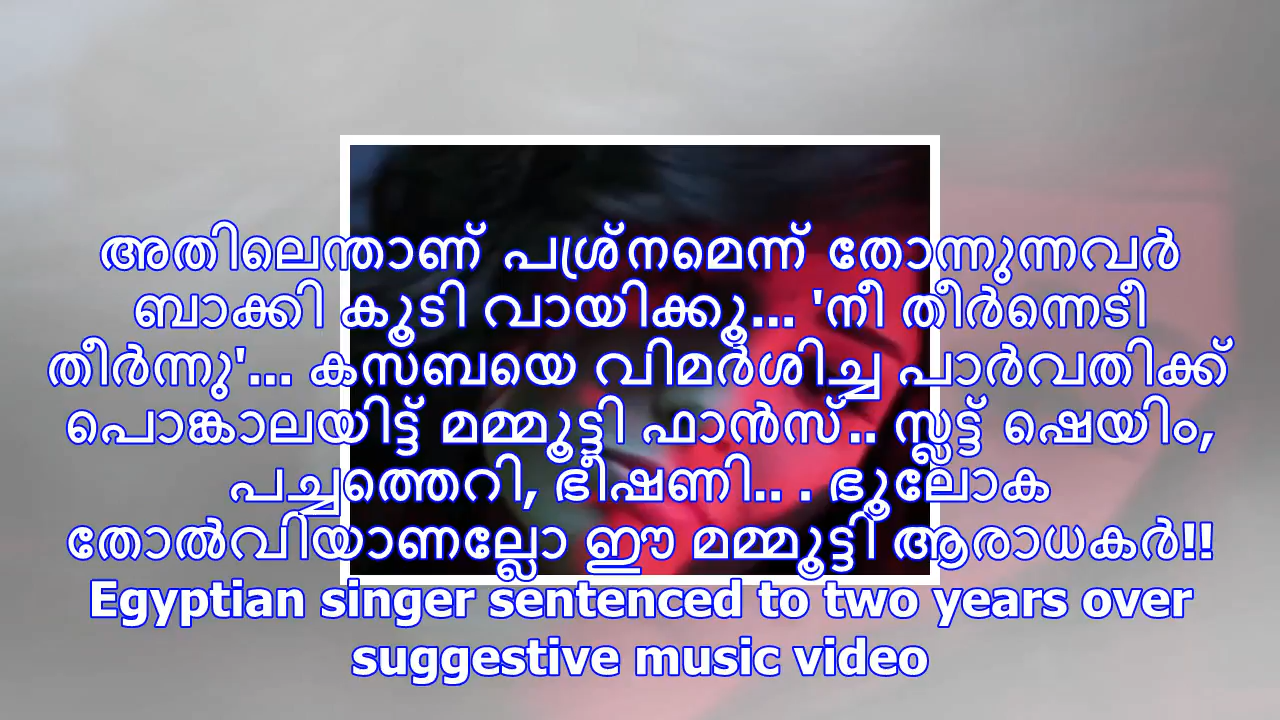 അതിലെന്താണ് പ്രശ്നമെന്ന് തോന്നുന്നവർ
ബാക്കി കൂടി വായിക്കൂ... 'നീ തീർന്നെടീ
തീർന്നു'... കസബയെ വിമർശിച്ച പാർവതിക്ക്
പൊങ്കാലയിട്ട് മമ്മൂട്ടി ഫാൻസ്.. സ്ലട്ട് ഷെയിം,
പച്ചത്തെറി, ഭീഷണി.. . ഭൂലോക
തോൽവിയാണല്ലോ ഈ മമ്മൂട്ടി ആരാധകർ!!
Egyptian singer sentenced to two years over
suggestive music video